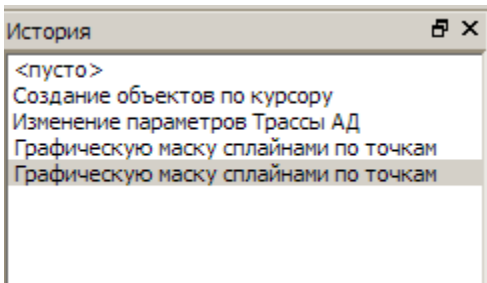 История
<пусто>
Создание объектов по курсору
Изменение параметров Трассы АД
Графическую маску сплайнами по точкам
Графическую маску сплайнами по точкам